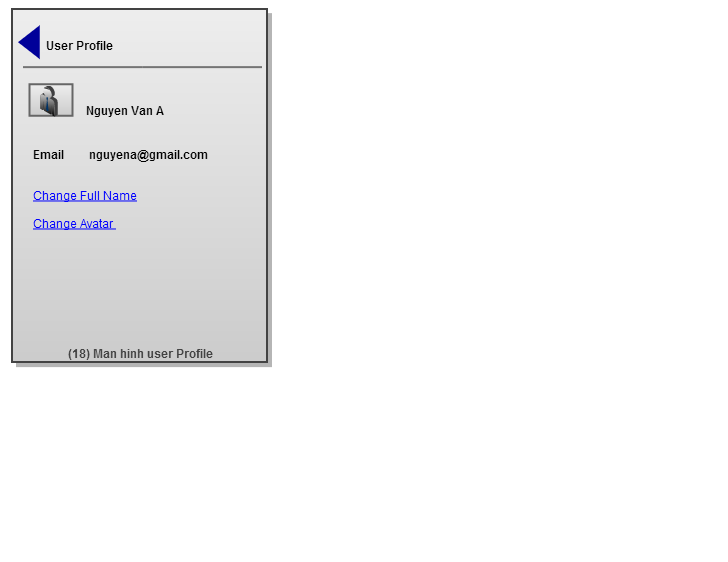 User Profile
Nguyen Van A
Email nguyena@gmail.com
Change Full Name
Change Avatar
(18) Man hinh user Profile